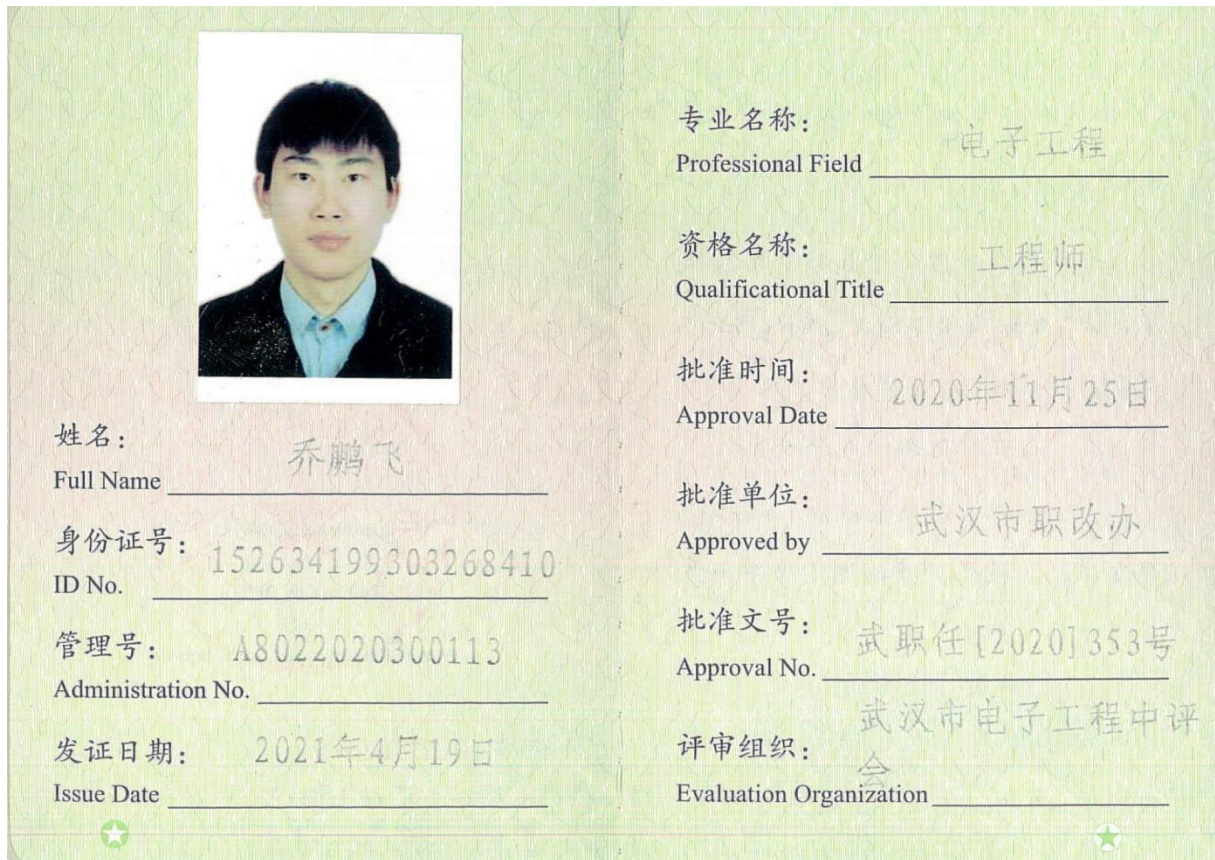 姓名：
乔鹏飞
Full Name
身份证号：
152634199303268410
ID No.
管理号：
A8022020300113
Administration No.
发证日期：
2021年4月19日
Issue Date
专业名称：
电子工程
Professional Field
资格名称：
工程师
Qualificational Title
批准时间：
2020年11月25日
Approval Date
批准单位：
武汉市职改办
Approved by
批准文号：
武职任[2020]353号
Approval No.
评审组织：
武汉市电子工程中评
会
Evaluation Organization